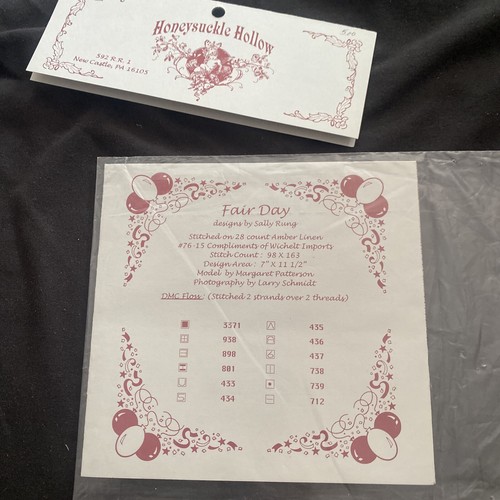 Honeysuckle Hollow
592 R.R. 1
New Castle, PA 16105
5.00
Fair Day
designs by Sally Rung
Stitched on 28 count Amber Linen
#76-15 Compliments of Wichelt Imports
Stitch Count : 98 X 163
Design Area : 7" X 11 1/2"
Model by Margaret Patterson
Photography by Larry Schmidt
DMC Floss: (Stitched 2 strands over 2 threads)
3371 435
938 436
898 437
801 738
433 739
434 712